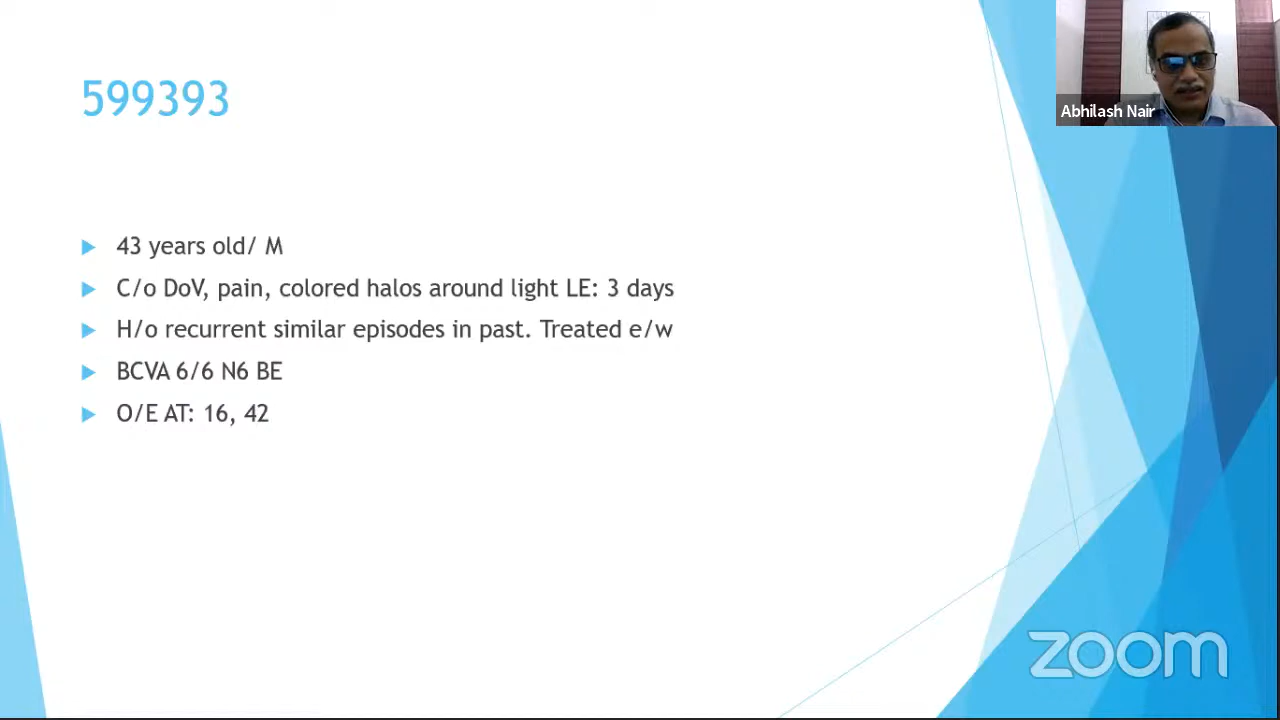 599393
Abhilash Nair
43 years old/ M
C/o DoV, pain, colored halos around light LE: 3 days
H/o recurrent similar episodes in past. Treated e/w
BCVA 6/6 N6 BE
O/E AT: 16, 42
zoom